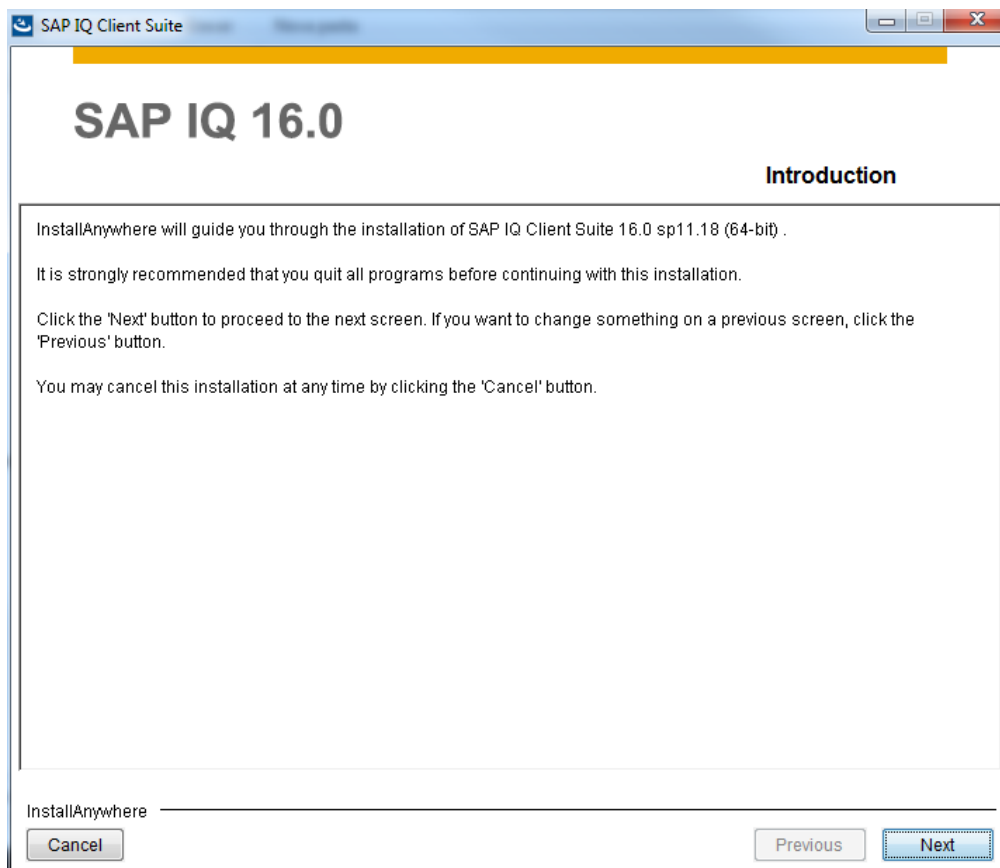 SAP IQ Client Suite
SAP IQ 16.0
Introduction
InstallAnywhere will guide you through the installation of SAP IQ Client Suite 16.0 sp11.18 (64-bit) .
It is strongly recommended that you quit all programs before continuing with this installation.
Click the 'Next' button to proceed to the next screen. If you want to change something on a previous screen, click the
'Previous' button.
You may cancel this installation at any time by clicking the 'Cancel' button.
InstallAnywhere
Cancel
Previous
Next